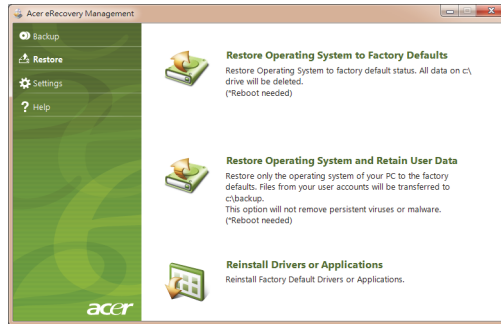 Acer eRecovery Management
Backup
Restore
Settings
? Help
Restore Operating System to Factory Defaults
Restore Operating System to factory default status. All data on c:\
drive will be deleted.
(*Reboot needed)
Restore Operating System and Retain User Data
Restore only the operating system of your PC to the factory
defaults. Files from your user accounts will be transferred to
c:\backup.
This option will not remove persistent viruses or malware.
(*Reboot needed)
Reinstall Drivers or Applications
Reinstall Factory Default Drivers or Applications.
acer